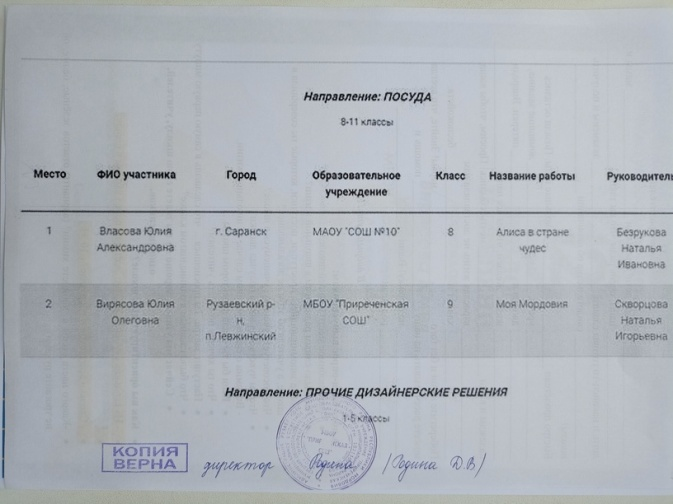 Направление: ПОСУДА
8-11 классы
Место ФИО участника Город Образовательное учреждение Класс Название работы Руководитель
1 Власова Юлия Александровна г. Саранск МАОУ "СОШ №10" 8 Алиса в стране чудес Безрукова Наталья Ивановна
2 Вирясова Юлия Олеговна Рузаевский р-н, п.Левжинский МБОУ "Приреченская СОШ" 9 Моя Мордовия Скворцова Наталья Игорьевна
Направление: ПРОЧИЕ ДИЗАЙНЕРСКИЕ РЕШЕНИЯ
1-5 классы
КОПИЯ
ВЕРНА
директор Родина /Родина Д.В/